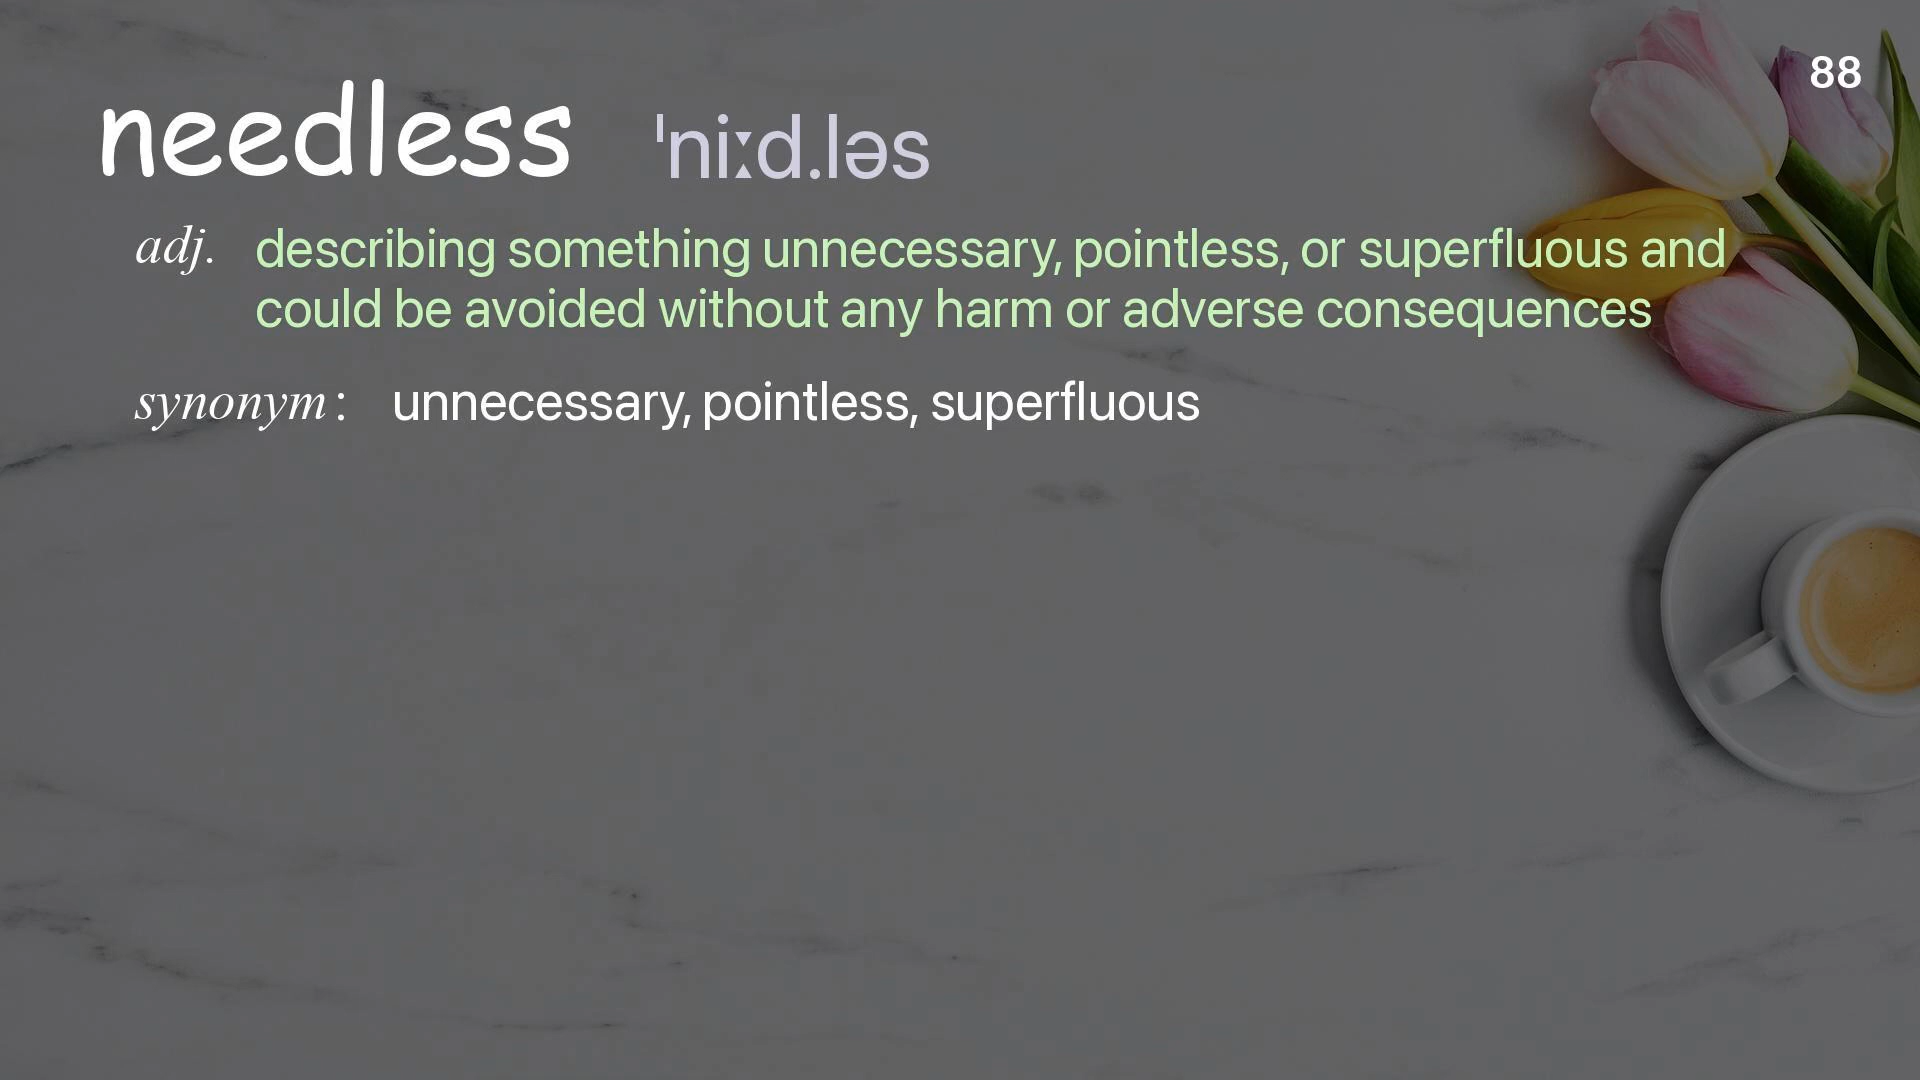 88
needless ˈniːd.ləs
adj. describing something unnecessary, pointless, or superfluous and
could be avoided without any harm or adverse consequences
synonym : unnecessary, pointless, superfluous